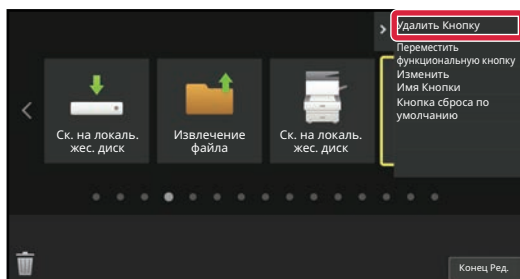 Удалить Кнопку
Переместить
функциональную кнопку
Изменить
Имя Кнопки
Кнопка сброса по
умолчанию
Ск. на локаль.
жес. диск
Извлечение
файла
Ск. на локаль.
жес. диск
Конец Ред.